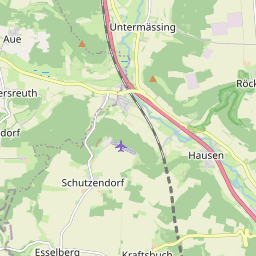 Untermässing
Aue
Röck
ersreuth
dorf
Hausen
Schutzendorf
Esselberg
Kraftsbuch